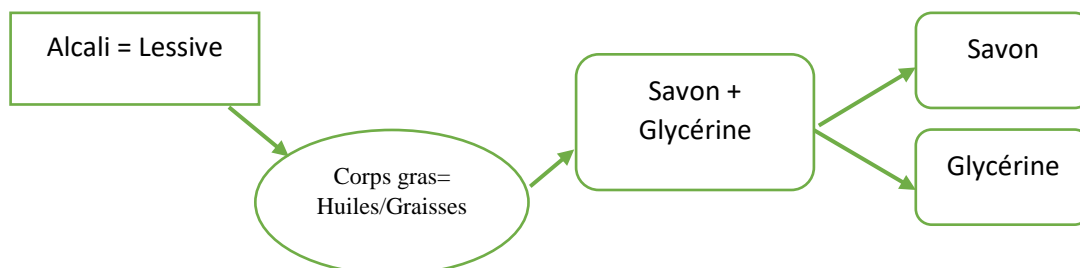 Alcali = Lessive
Corps gras=
Huiles/Graisses
Savon +
Glycérine
Savon
Glycérine